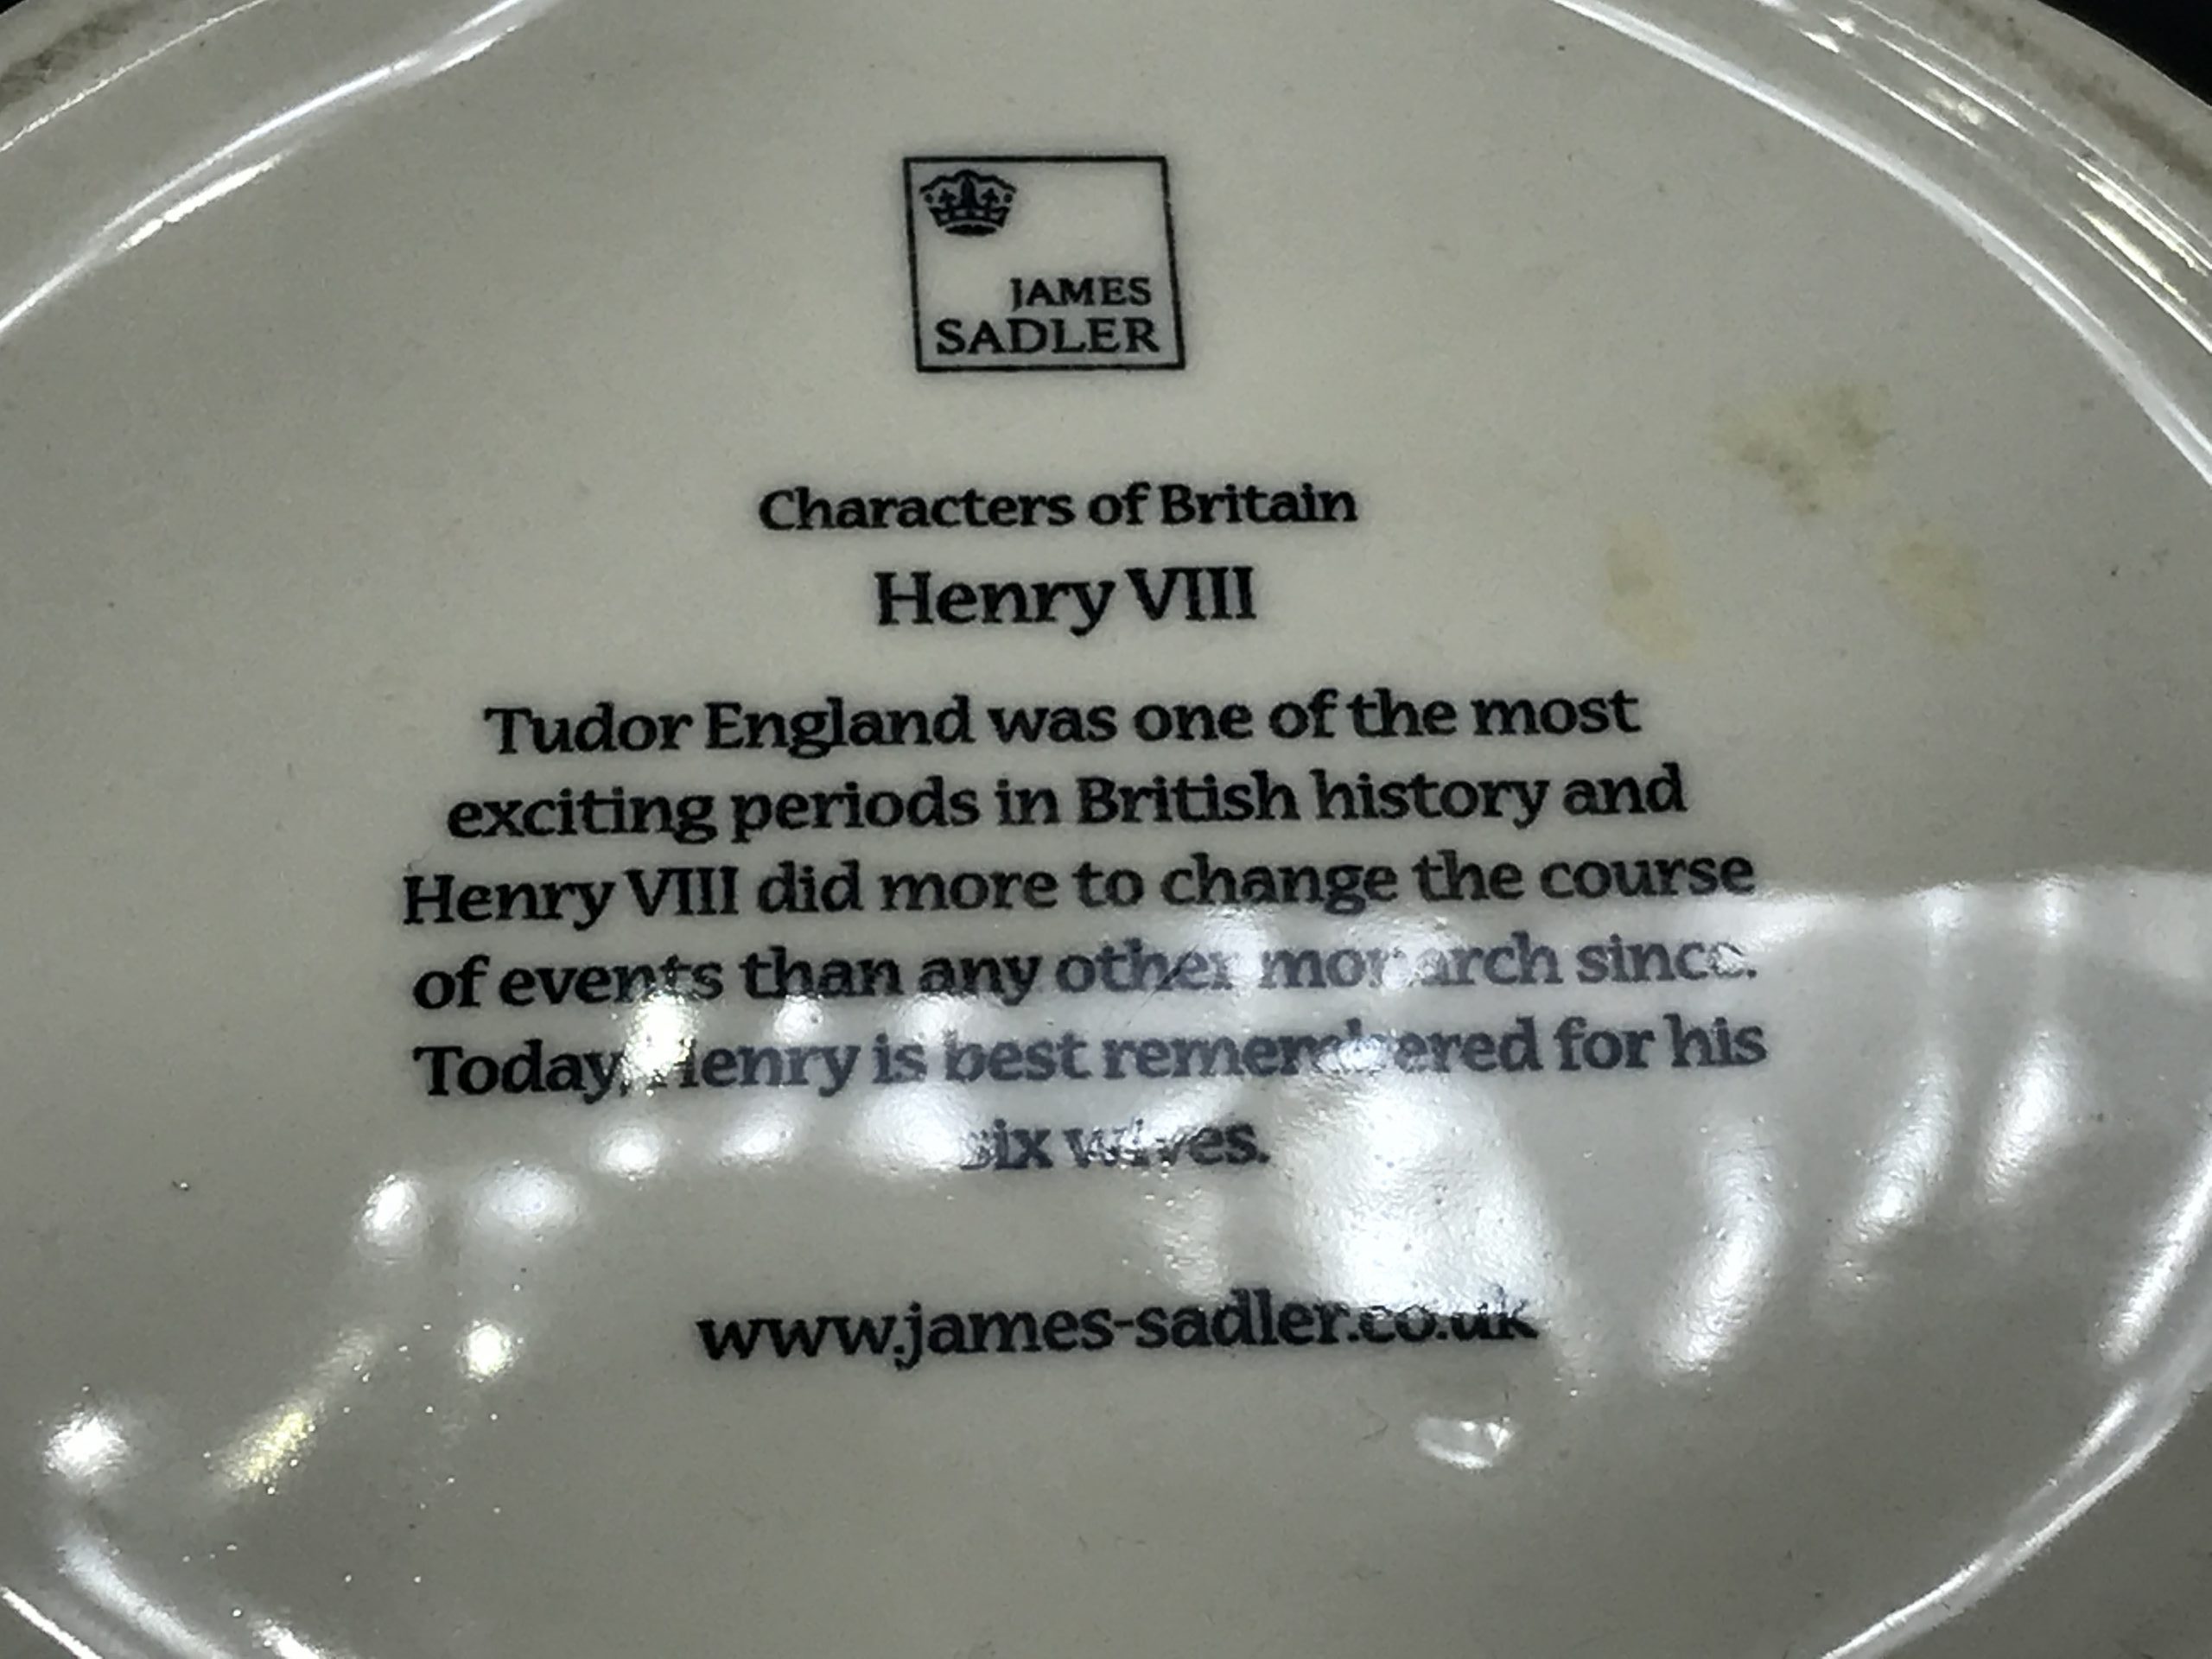 JAMES
SADLER
Characters of Britain
Henry VIII
Tudor England was one of the most
exciting periods in British history and
Henry VIII did more to change the course
of events than any other monarch since.
Today, Henry is best remembered for his
six wives.
www.james-sadler.co.uk